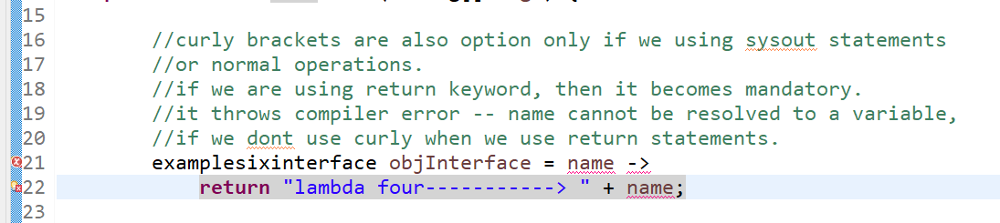 15
16 //curly brackets are also option only if we using sysout statements
17 //or normal operations.
18 //if we are using return keyword, then it becomes mandatory.
19 //it throws compiler error -- name cannot be resolved to a variable,
20 //if we dont use curly when we use return statements.
21 examplesixinterface objInterface = name ->
22 return "lambda four-----------> " + name;
23